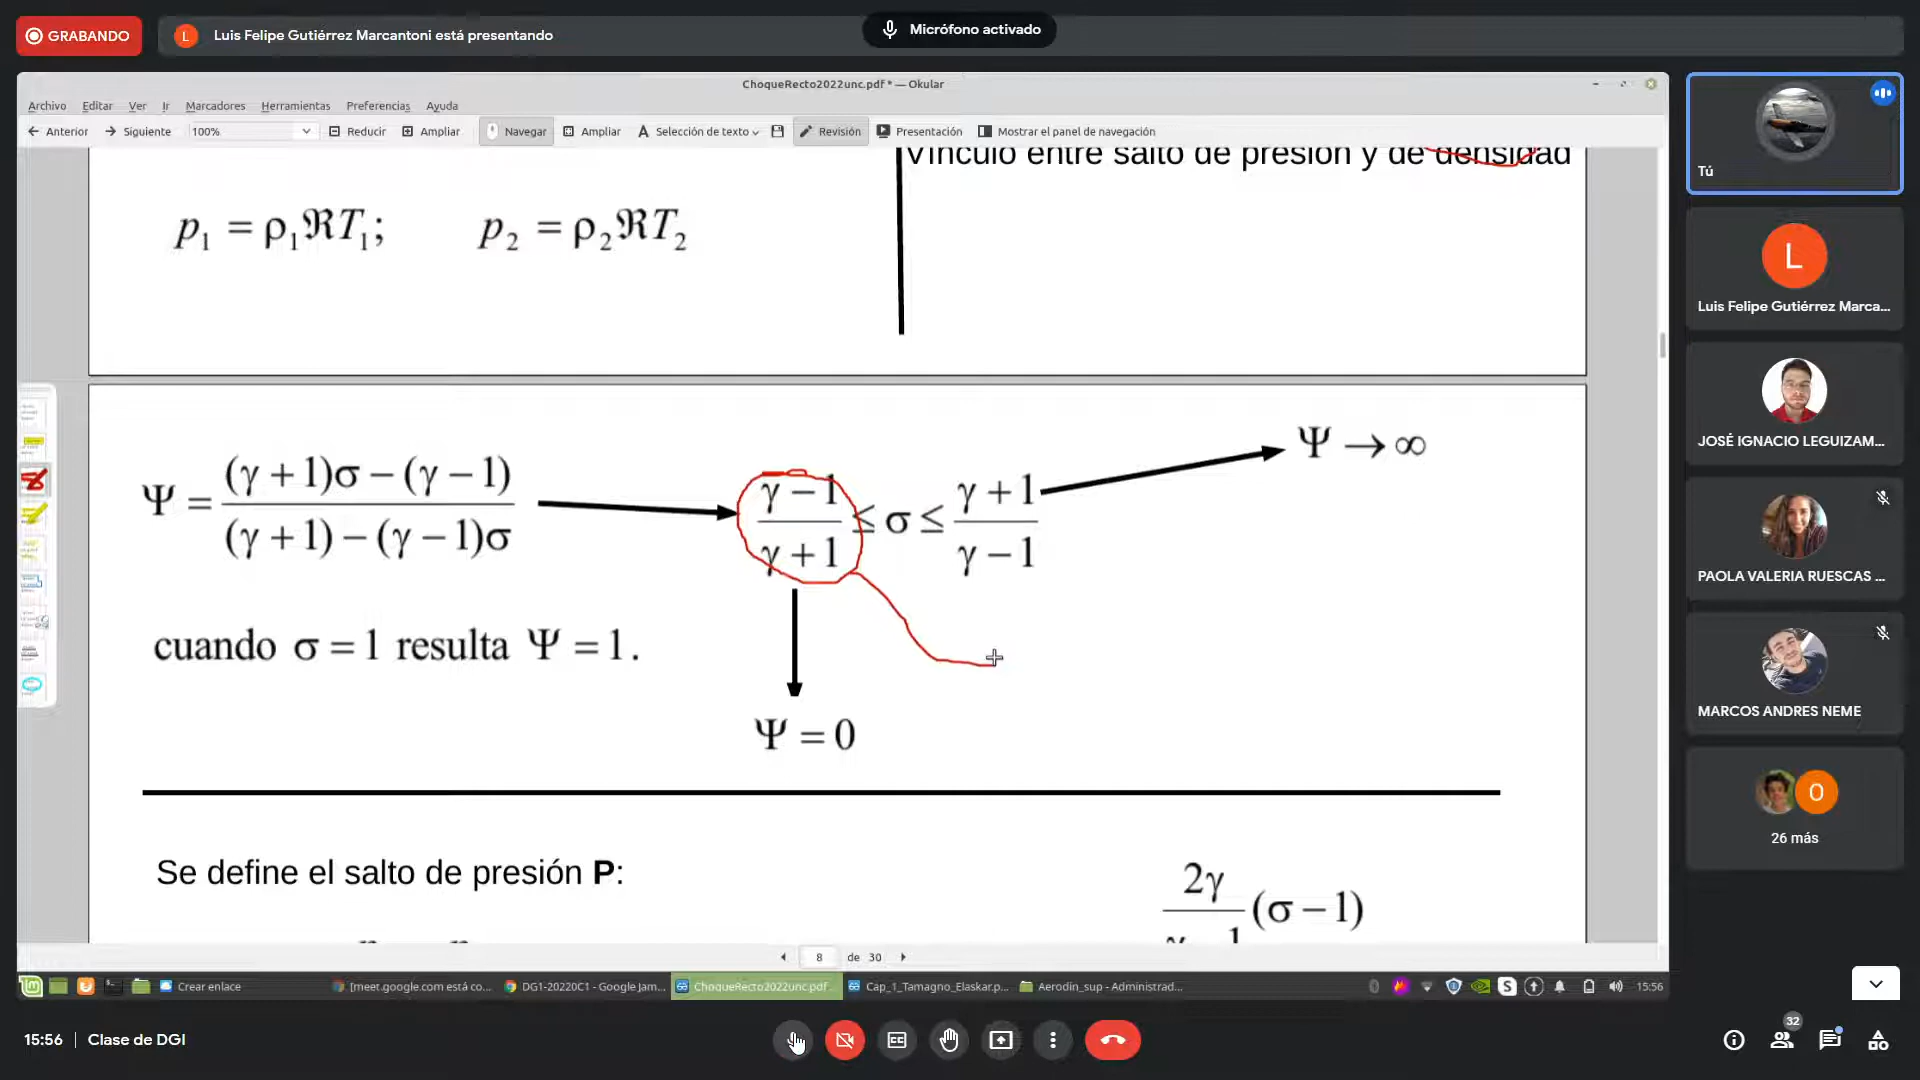 GRABANDO
L Luis Felipe Gutiérrez Marcantoni está presentando
Micrófono activado
ChoqueRecto2022unc.pdf * — Okular
Archivo Editar Ver Ir Marcadores Herramientas Preferencias Ayuda
Anterior Siguiente 100% Reducir Ampliar Navegar Ampliar Selección de texto Revisión Presentación Mostrar el panel de navegación
Vínculo entre salto de presión y de densidad
p₁ = ρ₁ℜT₁; p₂ = ρ₂ℜT₂
Ψ = ((γ + 1)σ − (γ − 1)) / ((γ + 1) − (γ − 1)σ)
(γ − 1)/(γ + 1) ≤ σ ≤ (γ + 1)/(γ − 1)
Ψ → ∞
cuando σ = 1 resulta Ψ = 1.
Ψ = 0
Se define el salto de presión P:
2γ
(σ − 1)
8 de 30
Crear enlace
[meet.google.com está co...
DG1-20220C1 - Google Jam...
ChoqueRecto2022unc.pdf...
Cap_1_Tamagno_Elaskar.p...
Aerodin_sup - Administrad...
15:56
Tú
L
Luis Felipe Gutiérrez Marca...
JOSÉ IGNACIO LEGUIZAM...
PAOLA VALERIA RUESCAS ...
MARCOS ANDRES NEME
O
26 más
15:56 | Clase de DGI
32